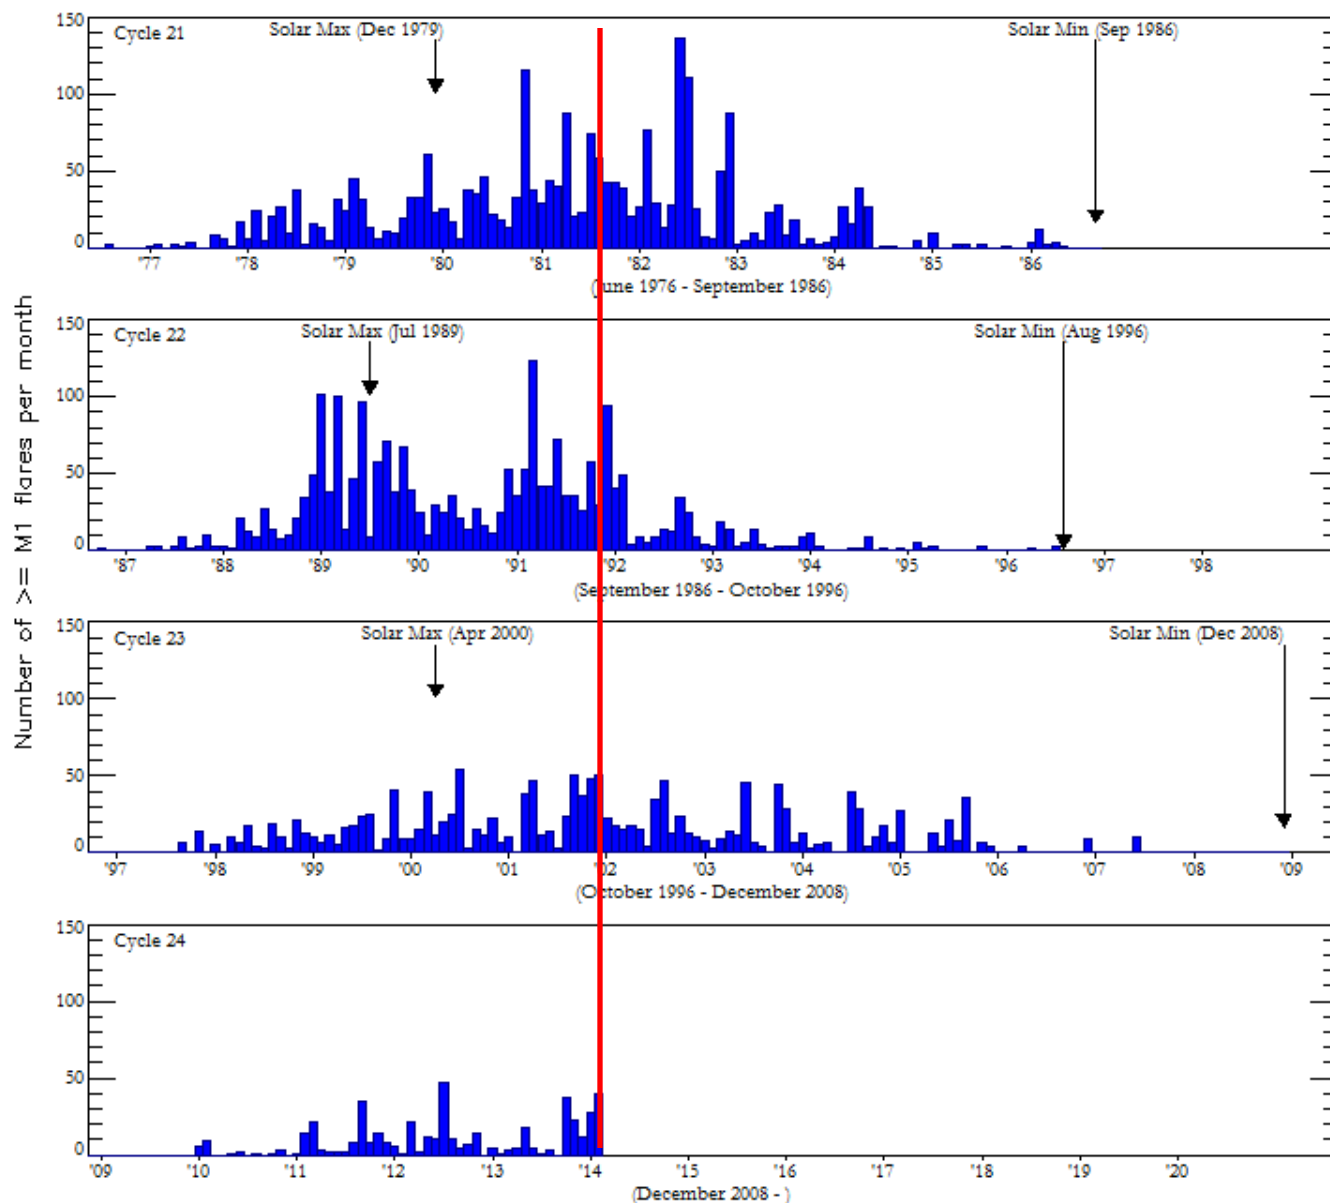 Number of >= M1 flares per month
Cycle 21
Solar Max (Dec 1979)
Solar Min (Sep 1986)
150
100
50
0
'77 '78 '79 '80 '81 '82 '83 '84 '85 '86
(June 1976 - September 1986)
Cycle 22
Solar Max (Jul 1989)
Solar Min (Aug 1996)
150
100
50
0
'87 '88 '89 '90 '91 '92 '93 '94 '95 '96 '97 '98
(September 1986 - October 1996)
Cycle 23
Solar Max (Apr 2000)
Solar Min (Dec 2008)
150
100
50
0
'97 '98 '99 '00 '01 '02 '03 '04 '05 '06 '07 '08 '09
(October 1996 - December 2008)
Cycle 24
150
100
50
0
'09 '10 '11 '12 '13 '14 '15 '16 '17 '18 '19 '20
(December 2008 - )